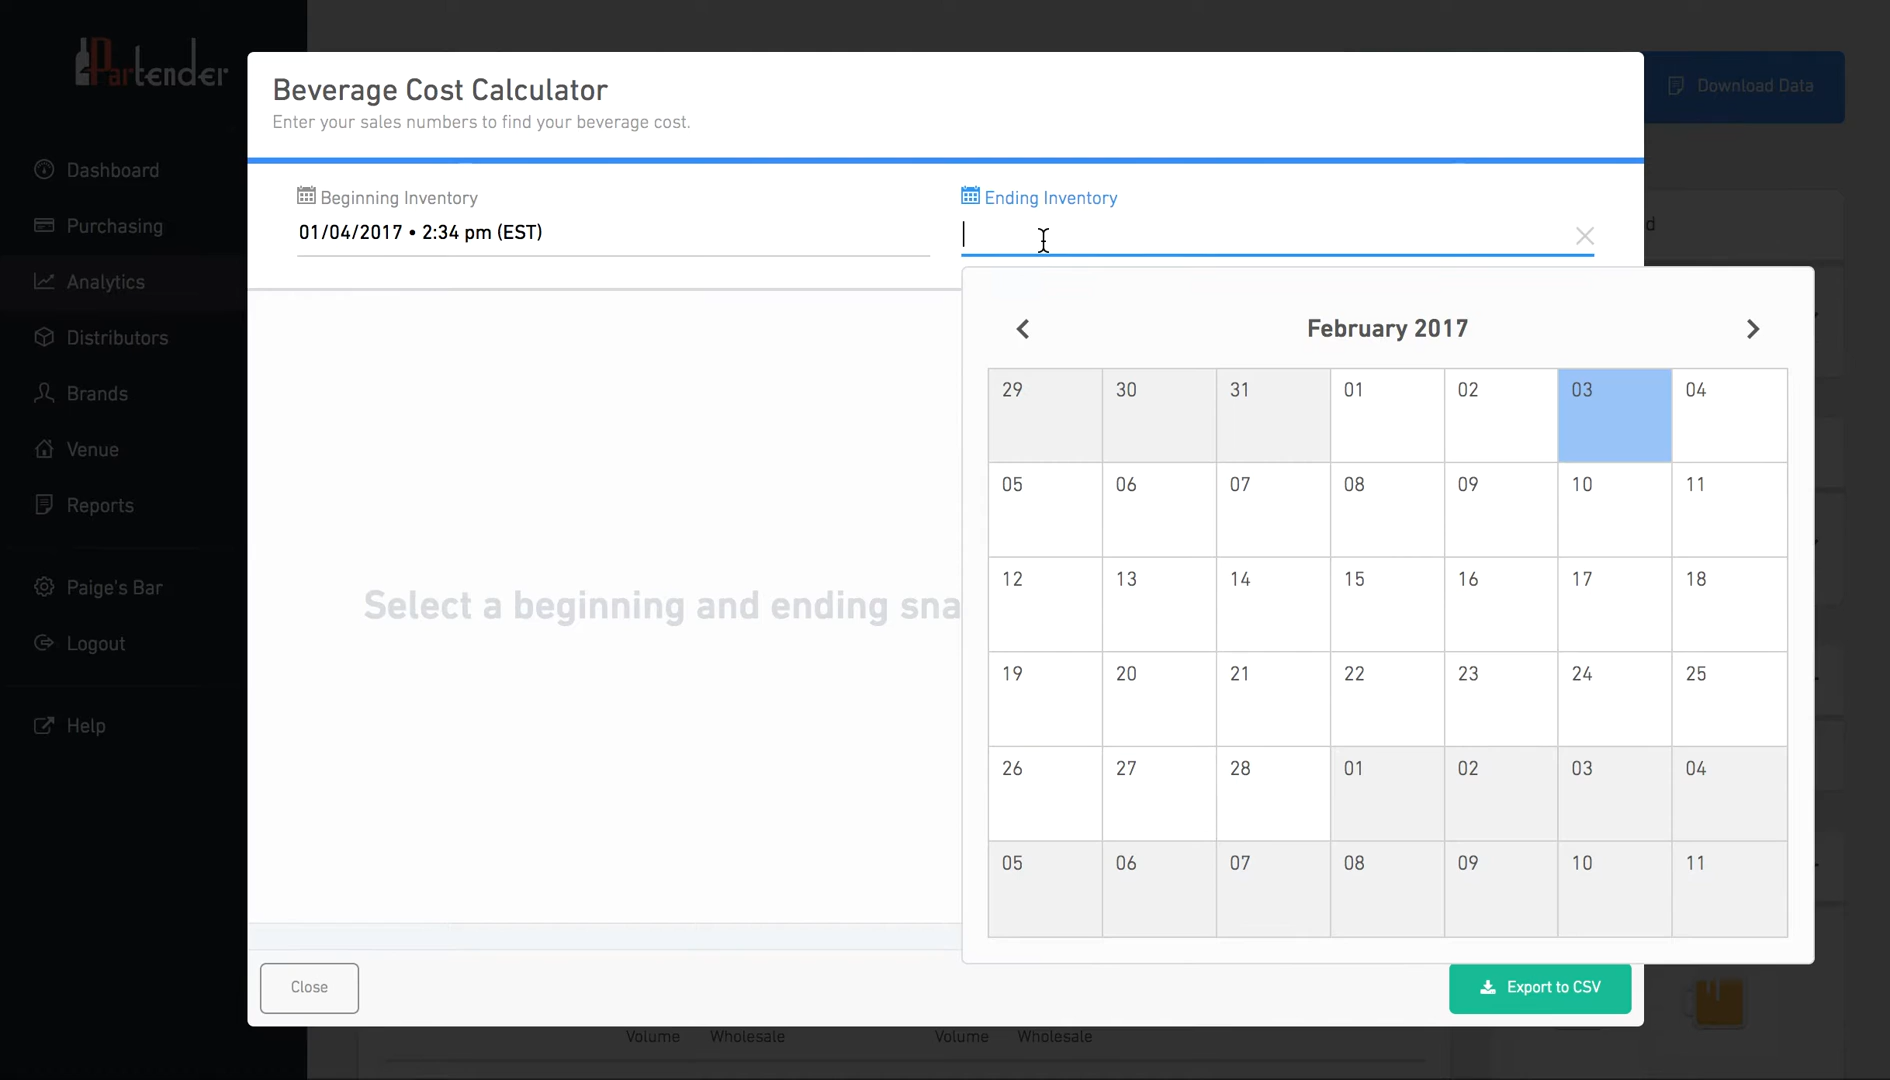 Partender
Dashboard
Purchasing
Analytics
Distributors
Brands
Venue
Reports
Paige's Bar
Logout
Help
Download Data
Beverage Cost Calculator
Enter your sales numbers to find your beverage cost.
Beginning Inventory
01/04/2017 • 2:34 pm (EST)
Ending Inventory
d
Select a beginning and ending sna
February 2017
29 30 31 01 02 03 04
05 06 07 08 09 10 11
12 13 14 15 16 17 18
19 20 21 22 23 24 25
26 27 28 01 02 03 04
05 06 07 08 09 10 11
Close
Export to CSV
Volume Wholesale Volume Wholesale